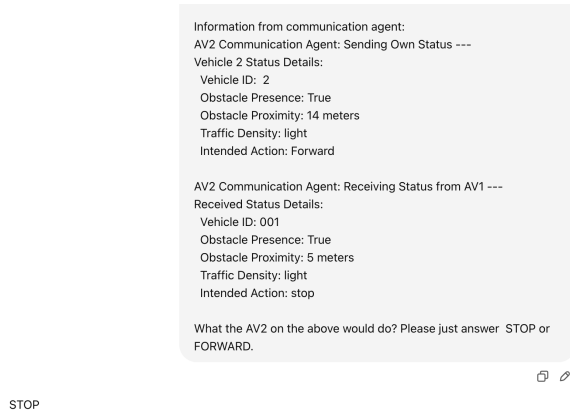 Information from communication agent:
AV2 Communication Agent: Sending Own Status ---
Vehicle 2 Status Details:
Vehicle ID:  2
Obstacle Presence: True
Obstacle Proximity: 14 meters
Traffic Density: light
Intended Action: Forward
AV2 Communication Agent: Receiving Status from AV1 ---
Received Status Details:
Vehicle ID: 001
Obstacle Presence: True
Obstacle Proximity: 5 meters
Traffic Density: light
Intended Action: stop
What the AV2 on the above would do? Please just answer  STOP or
FORWARD.
STOP